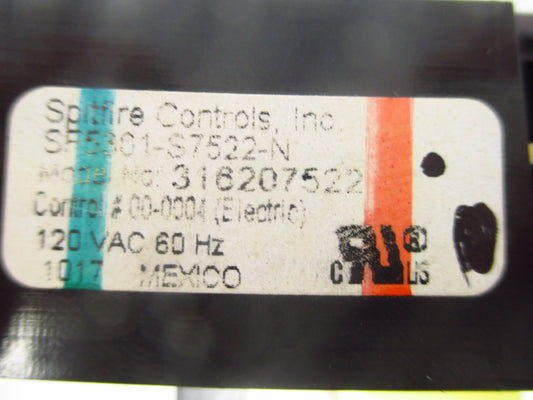 Spitfire Controls, Inc.
SP5301-S7522-N
Model No: 316207522
Control # 00-0004 (Electric)
120 VAC 60 Hz
1017 MEXICO
C RU ® US